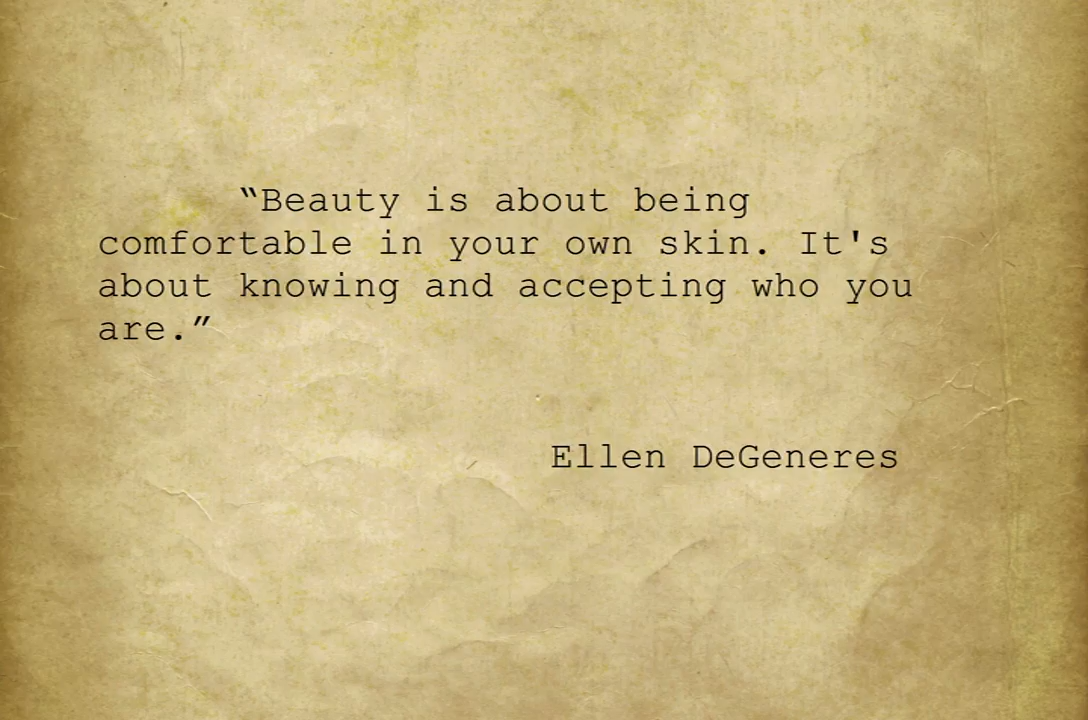 “Beauty is about being
comfortable in your own skin. It's
about knowing and accepting who you
are.”
Ellen DeGeneres